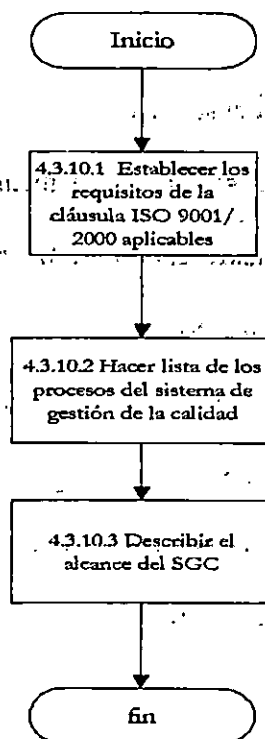 Inicio
4.3.10.1 Establecer los
requisitos de la
cláusula ISO 9001/
2000 aplicables
4.3.10.2 Hacer lista de los
procesos del sistema de
gestión de la calidad
4.3.10.3 Describir el
alcance del SGC
fin